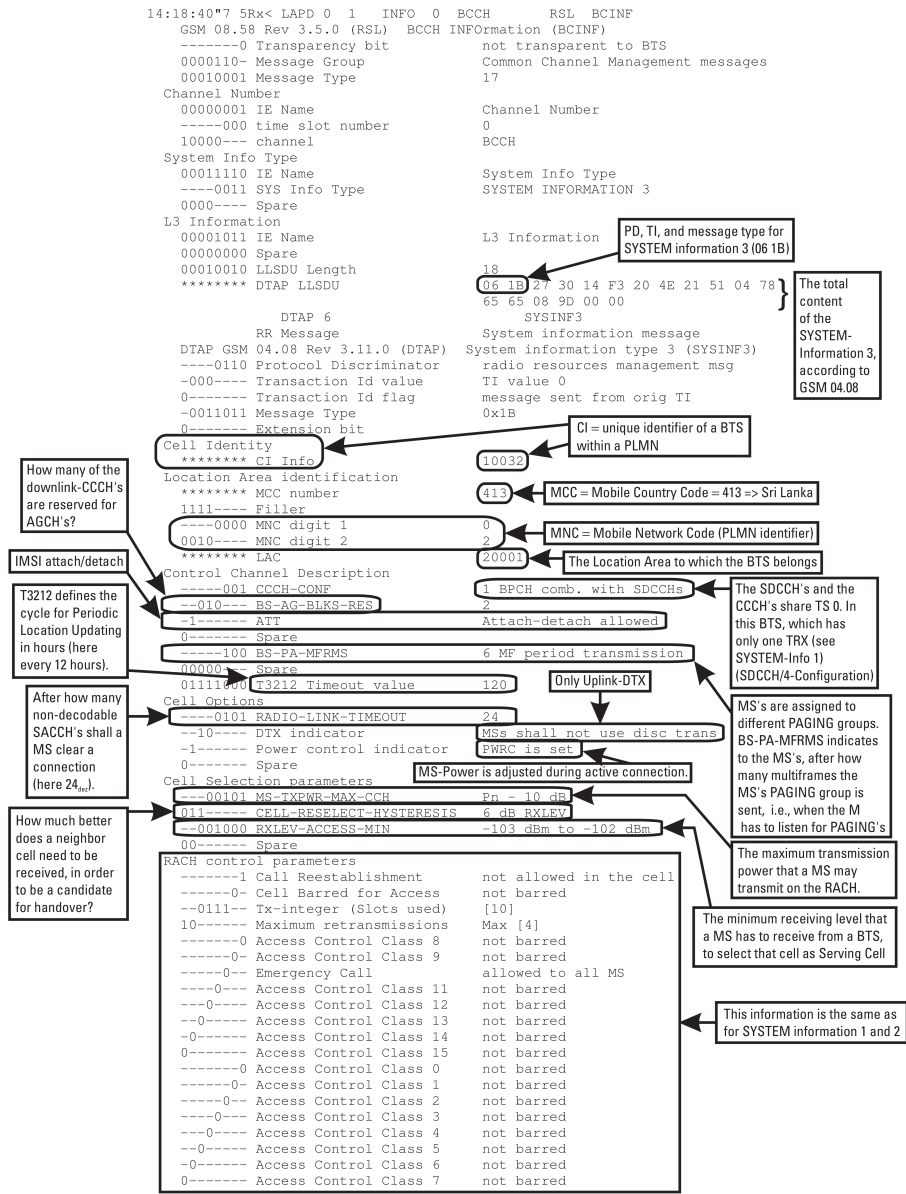 14:18:40"7 5Rx< LAPD 0 1 INFO 0 BCCH RSL BCINF
GSM 08.58 Rev 3.5.0 (RSL) BCCH INFOrmation (BCINF)
-------0 Transparency bit not transparent to BTS
0000110- Message Group Common Channel Management messages
00010001 Message Type 17
Channel Number
00000001 IE Name Channel Number
-----000 time slot number 0
10000--- channel BCCH
System Info Type
00011110 IE Name System Info Type
----0011 SYS Info Type SYSTEM INFORMATION 3
0000---- Spare
L3 Information
00001011 IE Name L3 Information
00000000 Spare
00010010 LLSDU Length 18
******** DTAP LLSDU 06 1B 27 30 14 F3 20 4E 21 51 04 78
65 65 08 9D 00 00
DTAP 6 SYSINF3
RR Message System information message
DTAP GSM 04.08 Rev 3.11.0 (DTAP) System information type 3 (SYSINF3)
----0110 Protocol Discriminator radio resources management msg
-000---- Transaction Id value TI value 0
0------- Transaction Id flag message sent from orig TI
-0011011 Message Type 0x1B
0------- Extension bit
Cell Identity
******** CI Info 10032
Location Area identification
******** MCC number 413
1111---- Filler
----0000 MNC digit 1 0
0010---- MNC digit 2 2
******** LAC 20001
Control Channel Description
-----001 CCCH-CONF 1 BPCH comb. with SDCCHs
--010--- BS-AG-BLKS-RES 2
-1------ ATT Attach-detach allowed
0------- Spare
-----100 BS-PA-MFRMS 6 MF period transmission
00000--- Spare
01111000 T3212 Timeout value 120
Cell Options
----0101 RADIO-LINK-TIMEOUT 24
--10---- DTX indicator MSs shall not use disc trans
-1------ Power control indicator PWRC is set
0------- Spare
Cell Selection parameters
---00101 MS-TXPWR-MAX-CCH Pn - 10 dB
011----- CELL-RESELECT-HYSTERESIS 6 dB RXLEV
--001000 RXLEV-ACCESS-MIN -103 dBm to -102 dBm
00------ Spare
RACH control parameters
-------1 Call Reestablishment not allowed in the cell
------0- Cell Barred for Access not barred
--0111-- Tx-integer (Slots used) [10]
10------ Maximum retransmissions Max [4]
-------0 Access Control Class 8 not barred
------0- Access Control Class 9 not barred
-----0-- Emergency Call allowed to all MS
----0--- Access Control Class 11 not barred
---0---- Access Control Class 12 not barred
--0----- Access Control Class 13 not barred
-0------ Access Control Class 14 not barred
0------- Access Control Class 15 not barred
-------0 Access Control Class 0 not barred
------0- Access Control Class 1 not barred
-----0-- Access Control Class 2 not barred
----0--- Access Control Class 3 not barred
---0---- Access Control Class 4 not barred
--0----- Access Control Class 5 not barred
-0------ Access Control Class 6 not barred
0------- Access Control Class 7 not barred
PD, TI, and message type for
SYSTEM information 3 (06 1B)
The total
content
of the
SYSTEM-
Information 3,
according to
GSM 04.08
CI = unique identifier of a BTS
within a PLMN
MCC = Mobile Country Code = 413 => Sri Lanka
MNC = Mobile Network Code (PLMN identifier)
The Location Area to which the BTS belongs
The SDCCH's and the
CCCH's share TS 0. In
this BTS, which has
only one TRX (see
SYSTEM-Info 1)
(SDCCH/4-Configuration)
Only Uplink-DTX
MS's are assigned to
different PAGING groups.
BS-PA-MFRMS indicates
to the MS's, after how
many multiframes the
MS's PAGING group is
sent, i.e., when the M
has to listen for PAGING's
MS-Power is adjusted during active connection.
The maximum transmission
power that a MS may
transmit on the RACH.
The minimum receiving level that
a MS has to receive from a BTS,
to select that cell as Serving Cell
This information is the same as
for SYSTEM information 1 and 2
How many of the
downlink-CCCH's
are reserved for
AGCH's?
IMSI attach/detach
T3212 defines the
cycle for Periodic
Location Updating
in hours (here
every 12 hours).
After how many
non-decodable
SACCH's shall a
MS clear a
connection
(here 24dez).
How much better
does a neighbor
cell need to be
received, in order
to be a candidate
for handover?